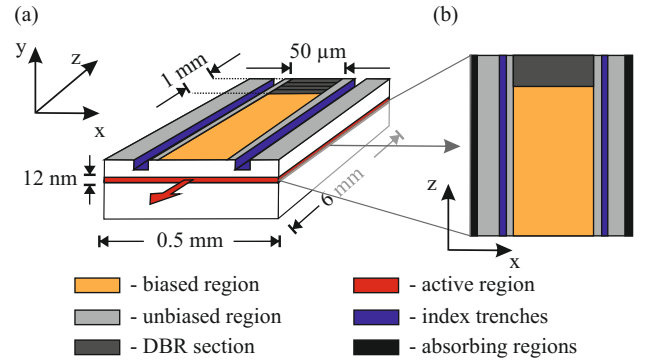 (a)
(b)
y
z
x
1 mm
50 µm
12 nm
6 mm
0.5 mm
z
x
- biased region
- active region
- unbiased region
- index trenches
- DBR section
- absorbing regions